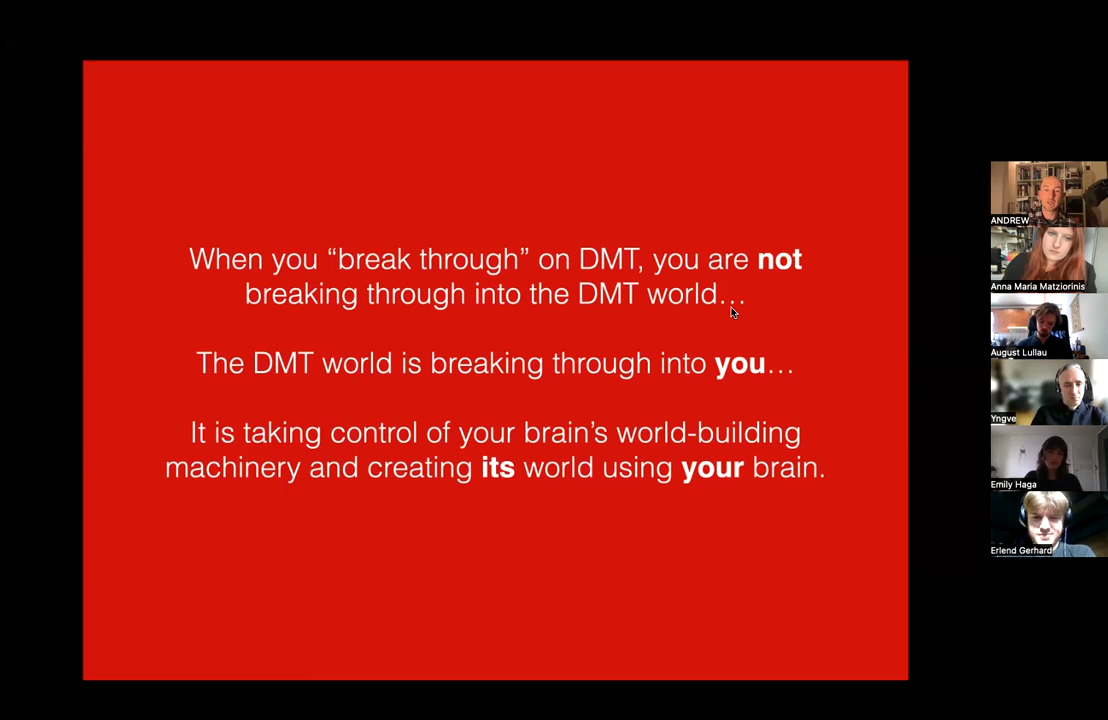 When you “break through” on DMT, you are not
breaking through into the DMT world…
The DMT world is breaking through into you…
It is taking control of your brain’s world-building
machinery and creating its world using your brain.
ANDREW
Anna Maria Matziorinis
August Lullau
Yngve
Emily Haga
Erlend Gerhard